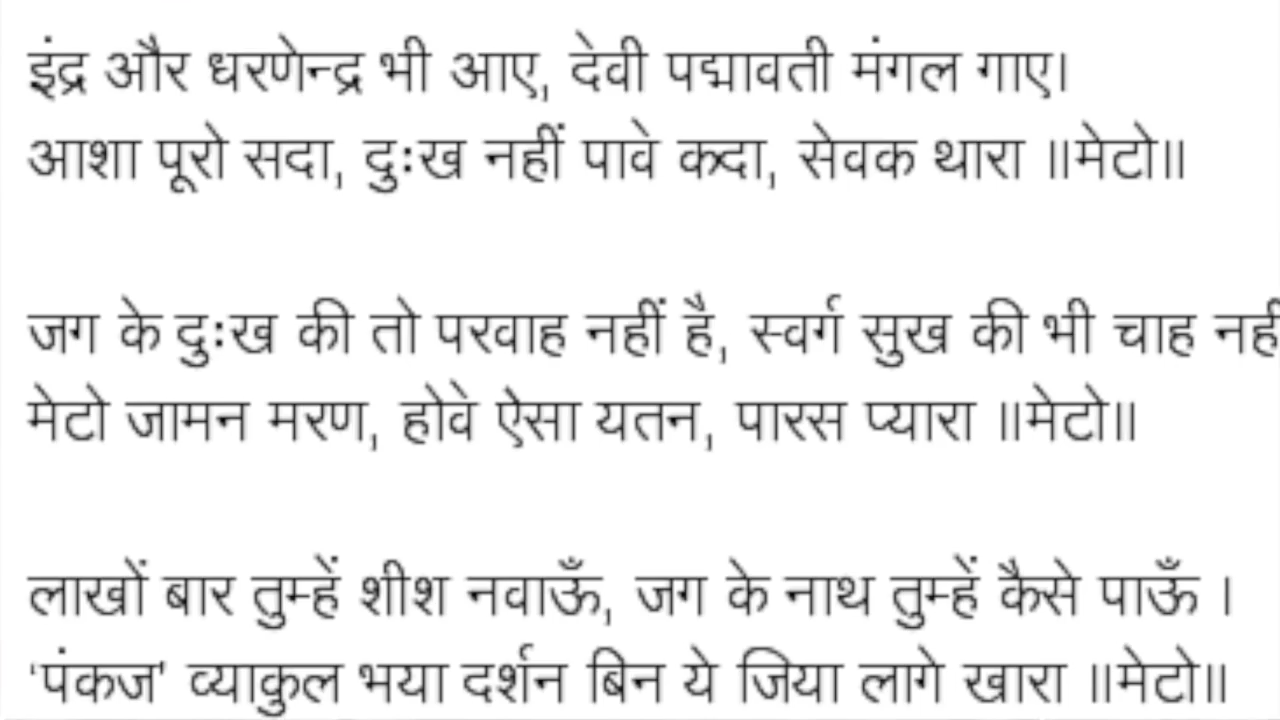 इंद्र और धरणेन्द्र भी आए, देवी पद्मावती मंगल गाए।
आशा पूरो सदा, दुःख नहीं पावे कदा, सेवक थारा ॥मेटो॥
जग के दुःख की तो परवाह नहीं है, स्वर्ग सुख की भी चाह नहीं
मेटो जामन मरण, होवे ऐसा यतन, पारस प्यारा ॥मेटो॥
लाखों बार तुम्हें शीश नवाऊँ, जग के नाथ तुम्हें कैसे पाऊँ ।
'पंकज' व्याकुल भया दर्शन बिन ये जिया लागे खारा ॥मेटो॥